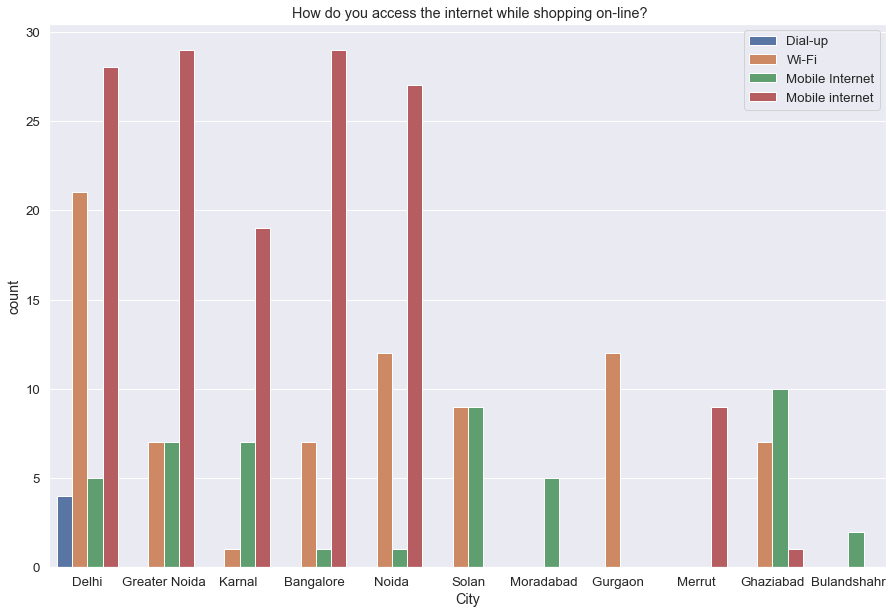 How do you access the internet while shopping on-line?
Dial-up
Wi-Fi
Mobile Internet
Mobile internet
count
30
25
20
15
10
5
0
Delhi Greater Noida Karnal Bangalore Noida Solan Moradabad Gurgaon Merrut Ghaziabad Bulandshahr
City